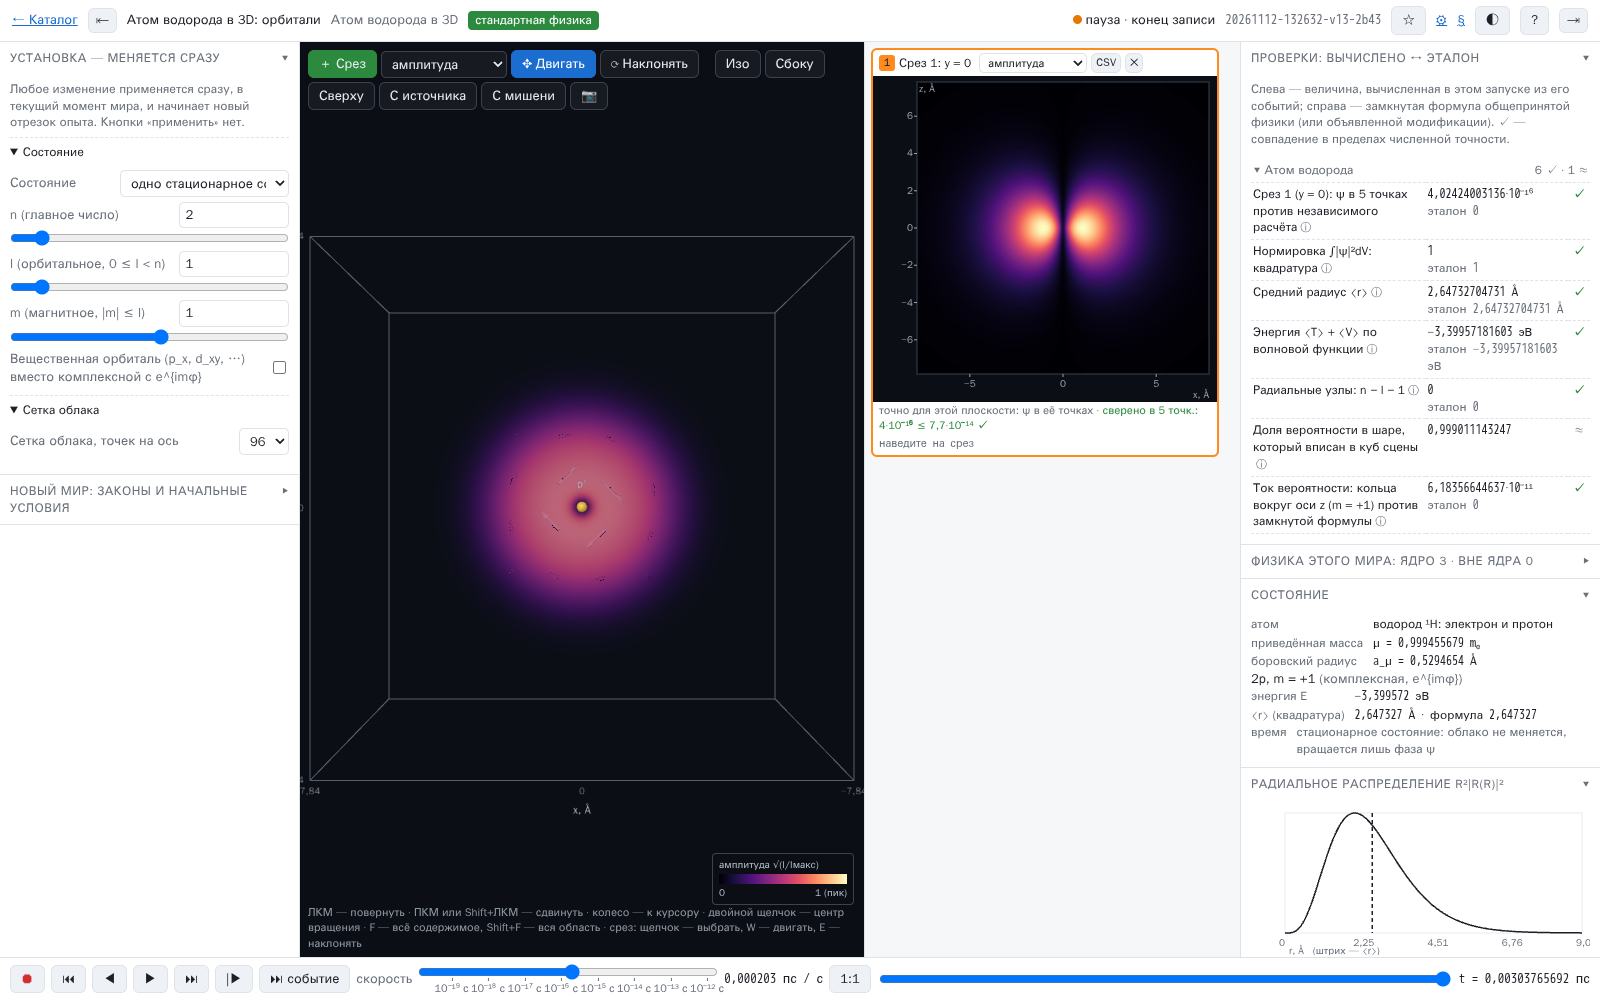 ← Каталог
⇤
Атом водорода в 3D: орбитали
Атом водорода в 3D
стандартная физика
пауза · конец записи
20261112-132632-v13-2b43
☆
⚙
§
?
⇥
УСТАНОВКА — МЕНЯЕТСЯ СРАЗУ
Любое изменение применяется сразу, в
текущий момент мира, и начинает новый
отрезок опыта. Кнопки «применить» нет.
Состояние
Состояние
одно стационарное сс
n (главное число)
2
l (орбитальное, 0 ≤ l < n)
1
m (магнитное, |m| ≤ l)
1
Вещественная орбиталь (p_x, d_xy, ⋯)
вместо комплексной с e^{imφ}
Сетка облака
Сетка облака, точек на ось
96
НОВЫЙ МИР: ЗАКОНЫ И НАЧАЛЬНЫЕ
УСЛОВИЯ
＋ Срез
амплитуда
✥ Двигать
⟳ Наклонять
Изо
Сбоку
Сверху
С источника
С мишени
7,84
0
−7,84
x, Å
амплитуда √(I/Iмакс)
0
1 (пик)
ЛКМ — повернуть · ПКМ или Shift+ЛКМ — сдвинуть · колесо — к курсору · двойной щелчок — центр
вращения · F — всё содержимое, Shift+F — вся область · срез: щелчок — выбрать, W — двигать, E —
наклонять
1
Срез 1: y = 0
амплитуда
CSV
✕
z, Å
6
4
2
0
−2
−4
−6
−5
0
5
x, Å
точно для этой плоскости: ψ в её точках · сверено в 5 точк.:
4·10⁻¹⁶ ≤ 7,7·10⁻¹⁴ ✓
наведите на срез
ПРОВЕРКИ: ВЫЧИСЛЕНО ↔ ЭТАЛОН
Слева — величина, вычисленная в этом запуске из его
событий; справа — замкнутая формула общепринятой
физики (или объявленной модификации). ✓ —
совпадение в пределах численной точности.
Атом водорода
6 ✓ · 1 ≈
Срез 1 (y = 0): ψ в 5 точках
против независимого
расчёта ⓘ
4,02424003136·10⁻¹⁶
эталон 0
✓
Нормировка ∫|ψ|²dV:
квадратура ⓘ
1
эталон 1
✓
Средний радиус ⟨r⟩ ⓘ
2,64732704731 Å
эталон 2,64732704731 Å
✓
Энергия ⟨T⟩ + ⟨V⟩ по
волновой функции ⓘ
−3,39957181603 эВ
эталон −3,39957181603
эВ
✓
Радиальные узлы: n − l − 1 ⓘ
0
эталон 0
✓
Доля вероятности в шаре,
который вписан в куб сцены
ⓘ
0,999011143247
≈
Ток вероятности: кольца
вокруг оси z (m = +1) против
замкнутой формулы ⓘ
6,18356644637·10⁻¹¹
эталон 0
✓
ФИЗИКА ЭТОГО МИРА: ЯДРО 3 · ВНЕ ЯДРА 0
СОСТОЯНИЕ
атом
водород ¹H: электрон и протон
приведённая масса
μ = 0,999455679 mₑ
боровский радиус
a_μ = 0,5294654 Å
2p, m = +1 (комплексная, e^{imφ})
энергия E
−3,399572 эВ
⟨r⟩ (квадратура)
2,647327 Å · формула 2,647327
время
стационарное состояние: облако не меняется,
вращается лишь фаза ψ
РАДИАЛЬНОЕ РАСПРЕДЕЛЕНИЕ R²|R(R)|²
0
2,25
4,51
6,76
9,0
r, Å (штрих — ⟨r⟩)
⏭ событие
скорость
10⁻¹⁹ с 10⁻¹⁸ с 10⁻¹⁷ с 10⁻¹⁶ с 10⁻¹⁵ с 10⁻¹⁴ с 10⁻¹³ с 10⁻¹² с
0,000203 пс / с
1:1
t = 0,00303765692 пс